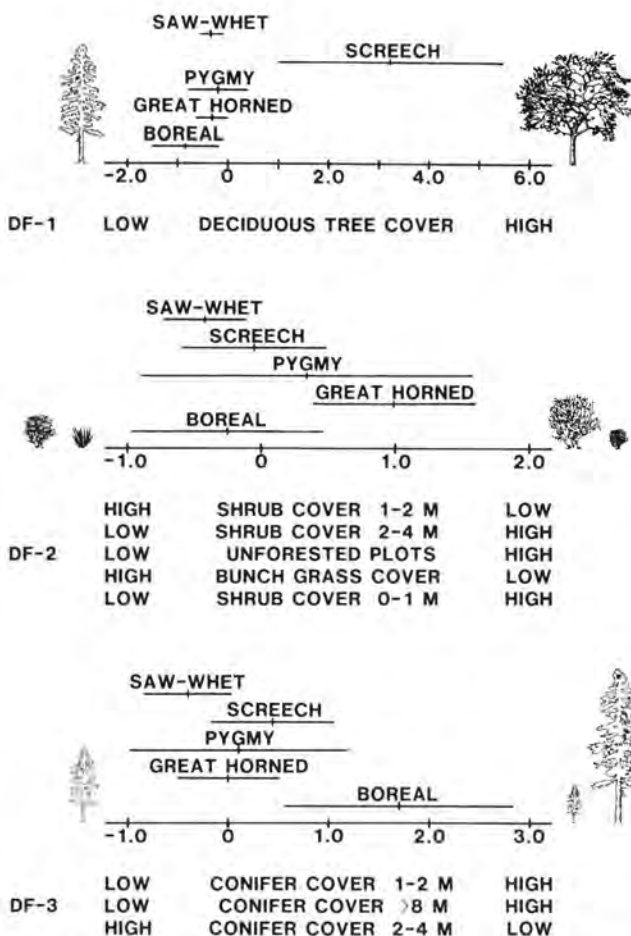 SAW-WHET
SCREECH
PYGMY
GREAT HORNED
BOREAL
-2.0 0 2.0 4.0 6.0
DF-1 LOW DECIDUOUS TREE COVER HIGH
SAW-WHET
SCREECH
PYGMY
GREAT HORNED
BOREAL
-1.0 0 1.0 2.0
HIGH SHRUB COVER 1-2 M LOW
LOW SHRUB COVER 2-4 M HIGH
DF-2 LOW UNFORESTED PLOTS HIGH
HIGH BUNCH GRASS COVER LOW
LOW SHRUB COVER 0-1 M HIGH
SAW-WHET
SCREECH
PYGMY
GREAT HORNED
BOREAL
-1.0 0 1.0 2.0 3.0
LOW CONIFER COVER 1-2 M HIGH
DF-3 LOW CONIFER COVER >8 M HIGH
HIGH CONIFER COVER 2-4 M LOW